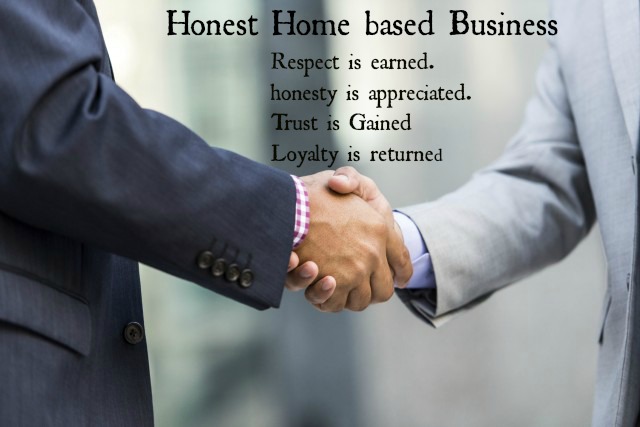 Honest Home based Business
Respect is earned.
honesty is appreciated.
Trust is Gained
Loyalty is returned